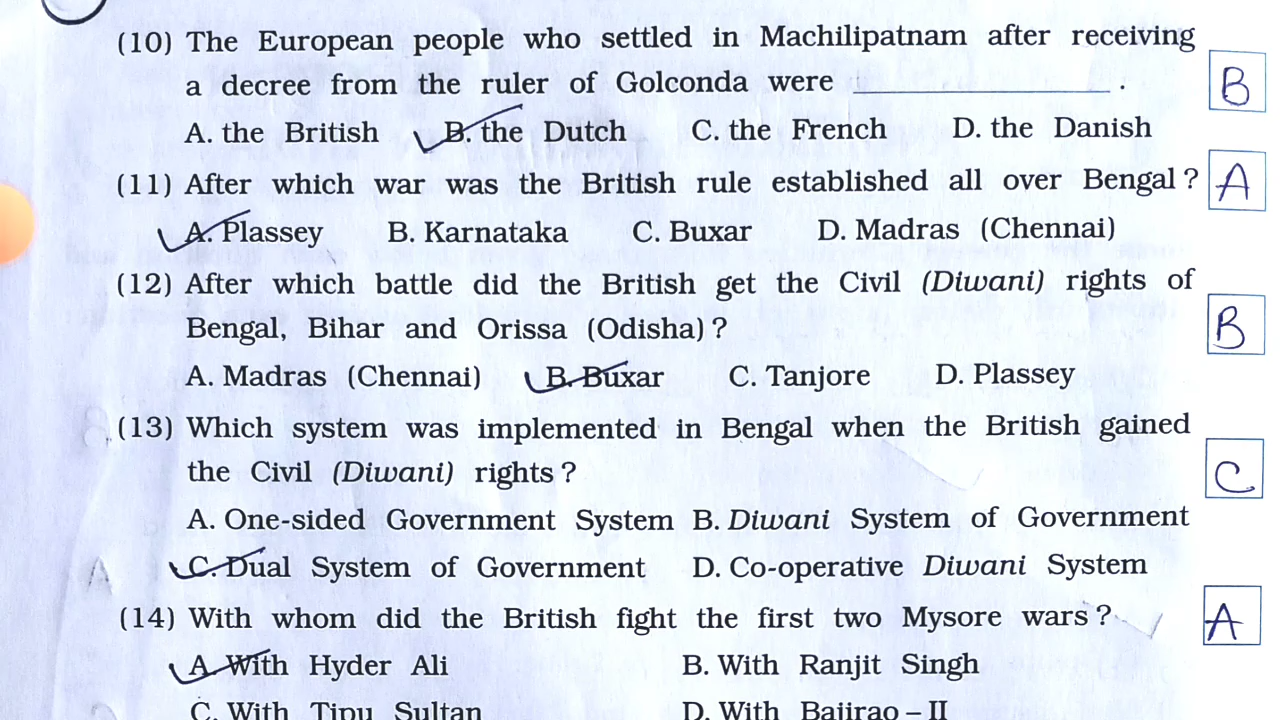 (10) The European people who settled in Machilipatnam after receiving
a decree from the ruler of Golconda were ____________ . B
A. the British B. the Dutch C. the French D. the Danish
(11) After which war was the British rule established all over Bengal ? A
A. Plassey B. Karnataka C. Buxar D. Madras (Chennai)
(12) After which battle did the British get the Civil (Diwani) rights of
Bengal, Bihar and Orissa (Odisha) ? B
A. Madras (Chennai) B. Buxar C. Tanjore D. Plassey
(13) Which system was implemented in Bengal when the British gained
the Civil (Diwani) rights ? C
A. One-sided Government System B. Diwani System of Government
C. Dual System of Government D. Co-operative Diwani System
(14) With whom did the British fight the first two Mysore wars ? A
A. With Hyder Ali B. With Ranjit Singh
C. With Tipu Sultan D. With Bajirao – II